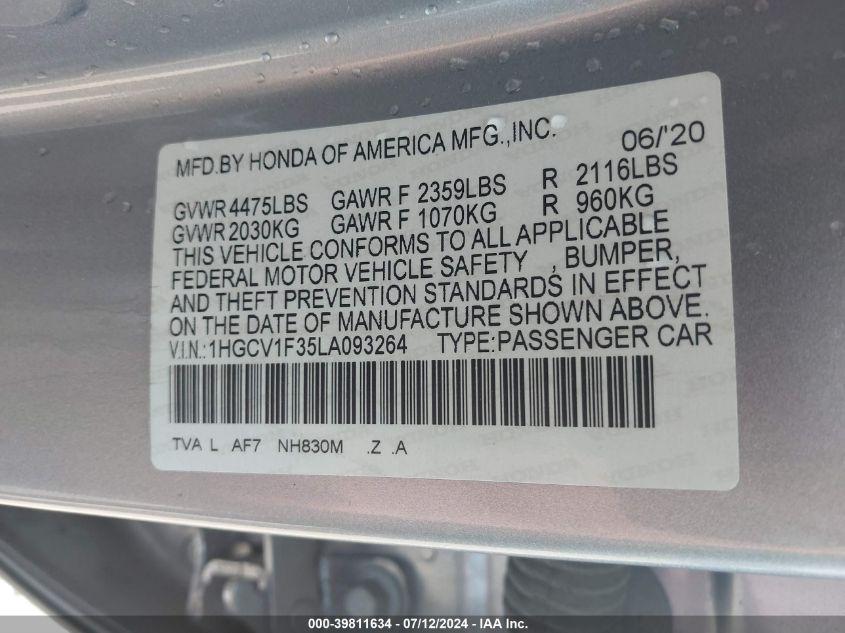 MFD.BY HONDA OF AMERICA MFG.,INC. 06/'20
GVWR 4475LBS GAWR F 2359LBS R 2116LBS
GVWR 2030KG GAWR F 1070KG R 960KG
THIS VEHICLE CONFORMS TO ALL APPLICABLE
FEDERAL MOTOR VEHICLE SAFETY , BUMPER,
AND THEFT PREVENTION STANDARDS IN EFFECT
ON THE DATE OF MANUFACTURE SHOWN ABOVE.
V.I.N.:1HGCV1F35LA093264 TYPE:PASSENGER CAR
TVA L AF7 NH830M .Z .A
000-39811634 / 07/12/2024 - IAA Inc.